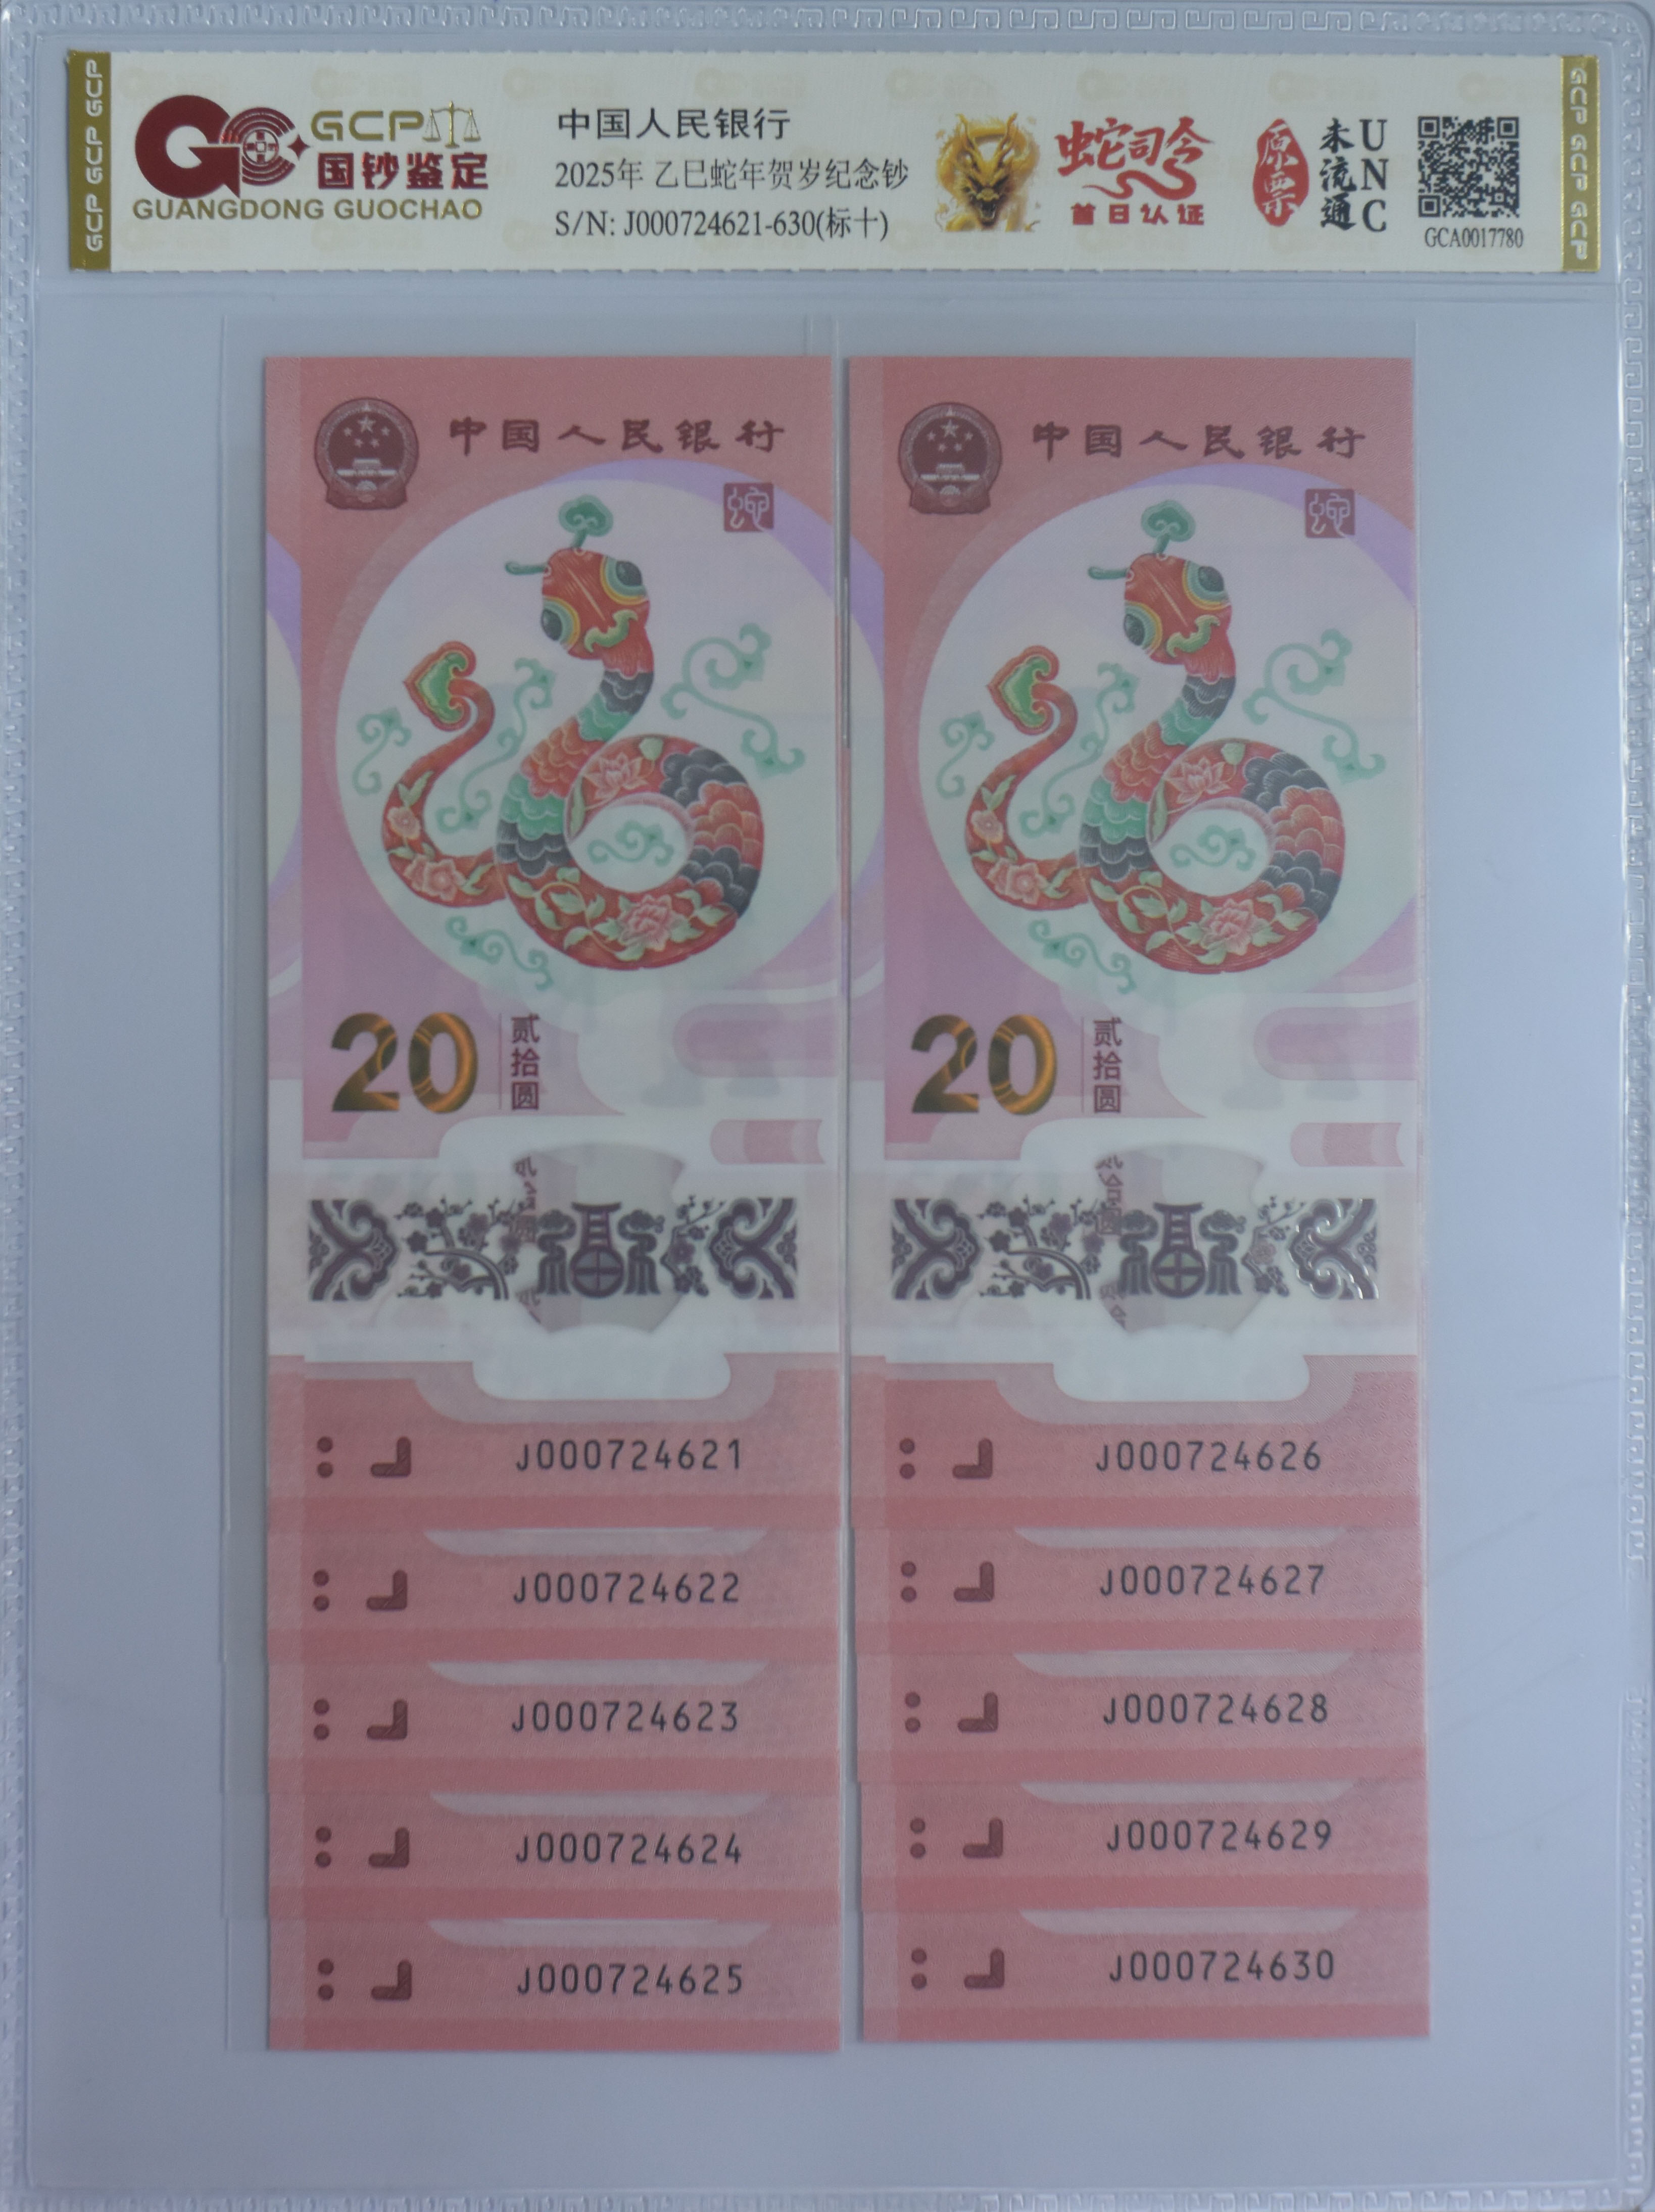 GCP GCP GCP
GCP
国钞鉴定
GUANGDONG GUOCHAO
中国人民银行
2025年 乙巳蛇年贺岁纪念钞
S/N: J000724621-630(标十)
蛇司令
首日认证
原票
未流通
UNC
GCA0017780
GCP GCP GCP
中国人民银行
蛇
20
贰拾圆
福
J000724621
J000724622
J000724623
J000724624
J000724625
中国人民银行
蛇
20
贰拾圆
福
J000724626
J000724627
J000724628
J000724629
J000724630